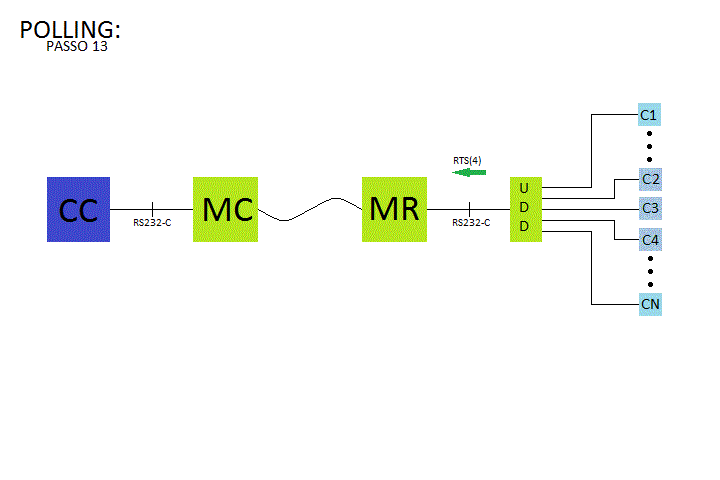 POLLING:
PASSO 13
C1
RTS(4)
C2
CC
MC
MR
U
D
D
C3
RS232-C
RS232-C
C4
CN